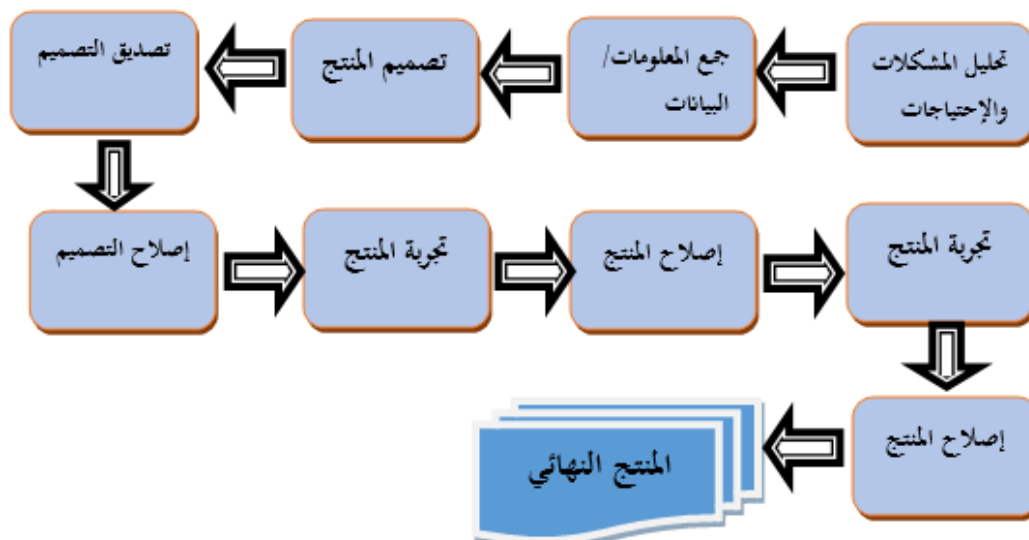 تحليل المشكلات
والإحتياجات
جمع المعلومات/
البيانات
تصميم المنتج
تصديق التصميم
إصلاح التصميم
تجربة المنتج
إصلاح المنتج
تجربة المنتج
إصلاح المنتج
المنتج النهائي